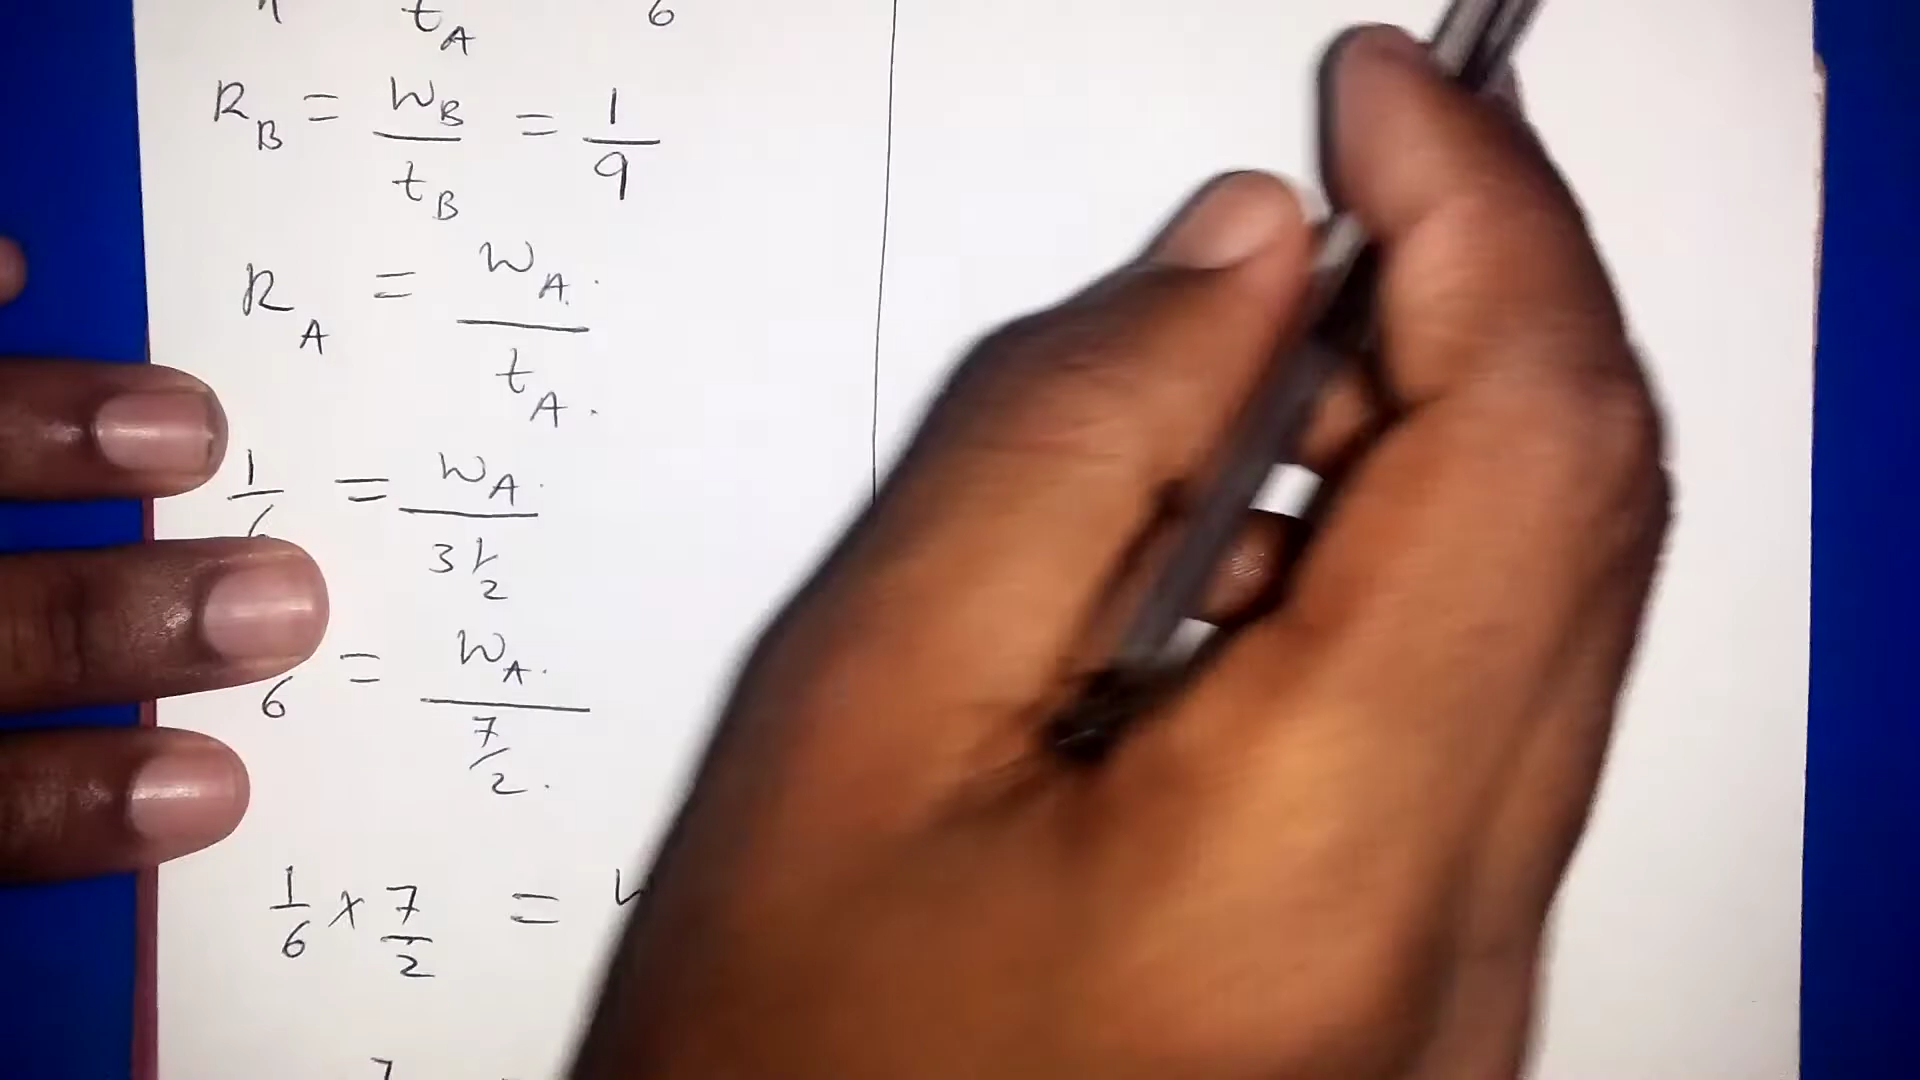 t_A 6
R_B = W_B / t_B = 1/9
R_A = W_A. / t_A.
1/6 = W_A. / 3 1/2
6 = W_A. / 7/2.
1/6 × 7/2 =
7